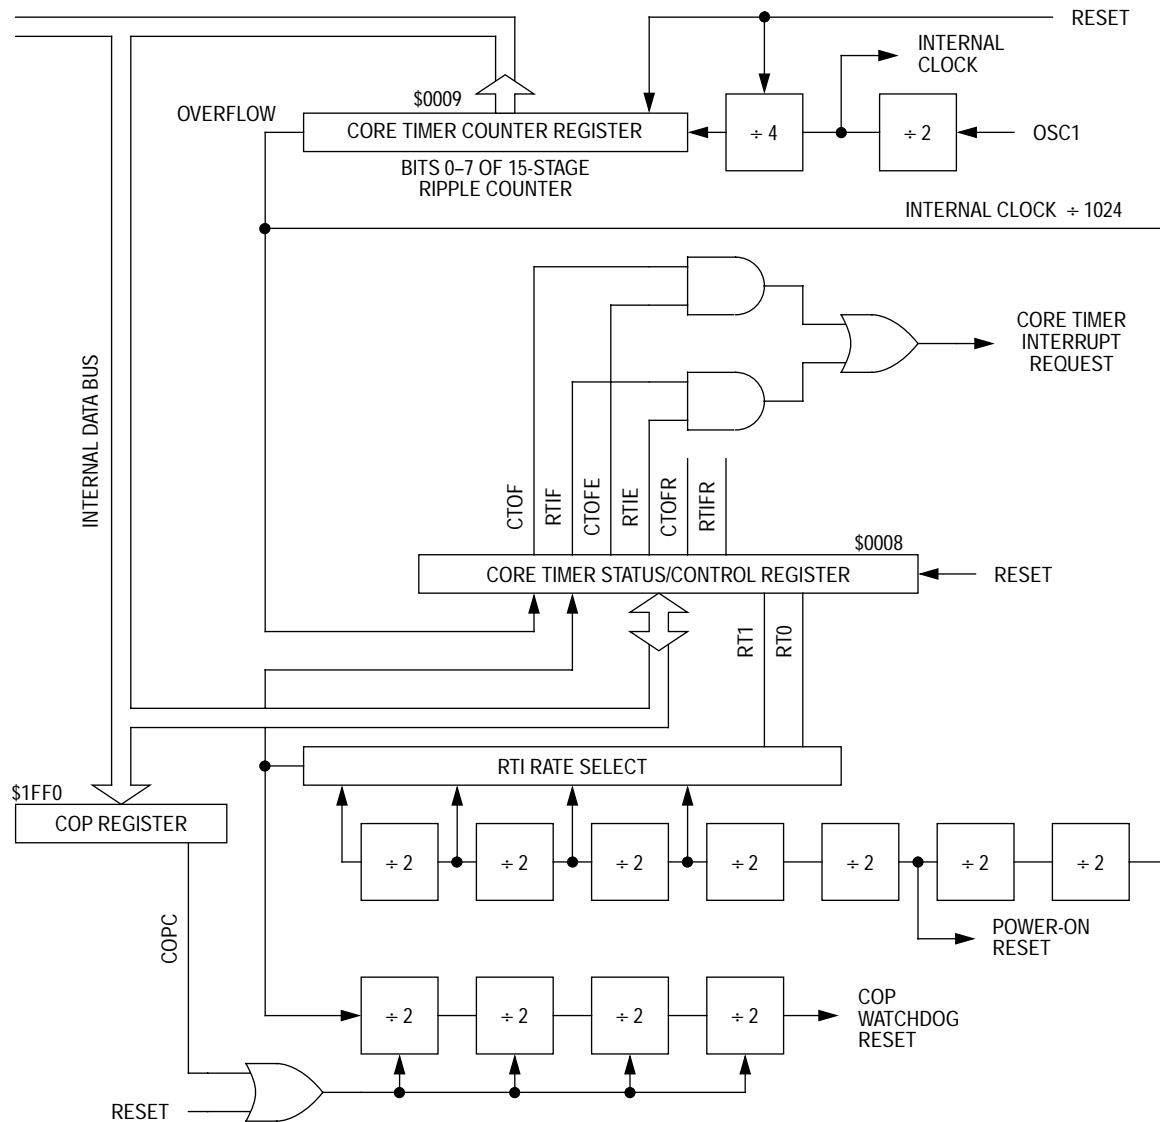 RESET
INTERNAL
CLOCK
$0009
OVERFLOW
CORE TIMER COUNTER REGISTER
÷ 4
÷ 2
OSC1
BITS 0–7 OF 15-STAGE
RIPPLE COUNTER
INTERNAL CLOCK ÷ 1024
CORE TIMER
INTERRUPT
REQUEST
INTERNAL DATA BUS
CTOF
RTIF
CTOFE
RTIE
CTOFR
RTIFR
$0008
CORE TIMER STATUS/CONTROL REGISTER
RESET
RT1
RT0
RTI RATE SELECT
$1FF0
COP REGISTER
÷ 2
÷ 2
÷ 2
÷ 2
÷ 2
÷ 2
÷ 2
POWER-ON
RESET
COPC
÷ 2
÷ 2
÷ 2
÷ 2
COP
WATCHDOG
RESET
RESET